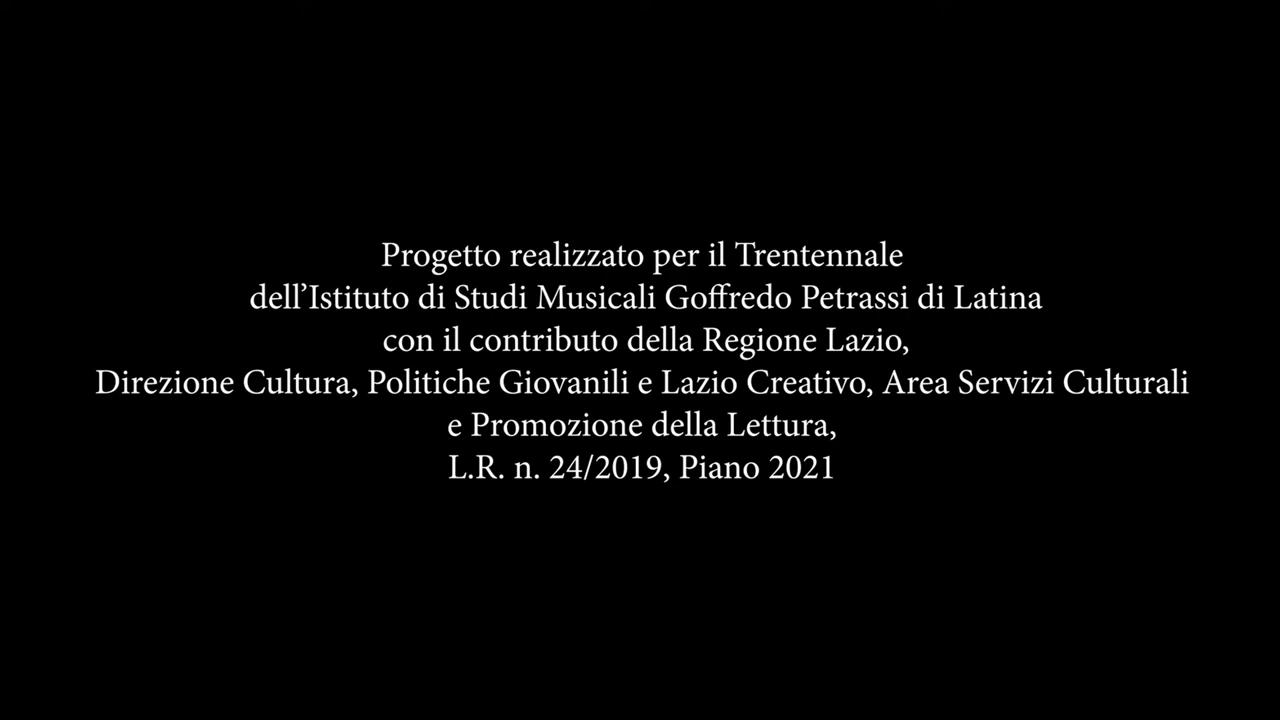 Progetto realizzato per il Trentennale
dell’Istituto di Studi Musicali Goffredo Petrassi di Latina
con il contributo della Regione Lazio,
Direzione Cultura, Politiche Giovanili e Lazio Creativo, Area Servizi Culturali
e Promozione della Lettura,
L.R. n. 24/2019, Piano 2021